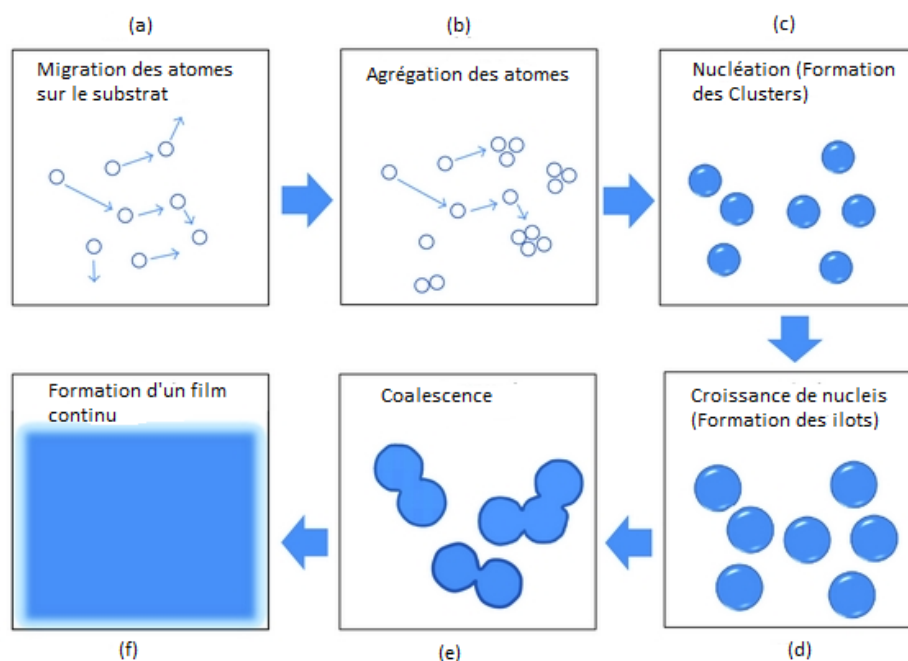 (a)
(b)
(c)
Migration des atomes
sur le substrat
Agrégation des atomes
Nucléation (Formation
des Clusters)
Formation d'un film
continu
Coalescence
Croissance de nucleis
(Formation des ilots)
(f)
(e)
(d)